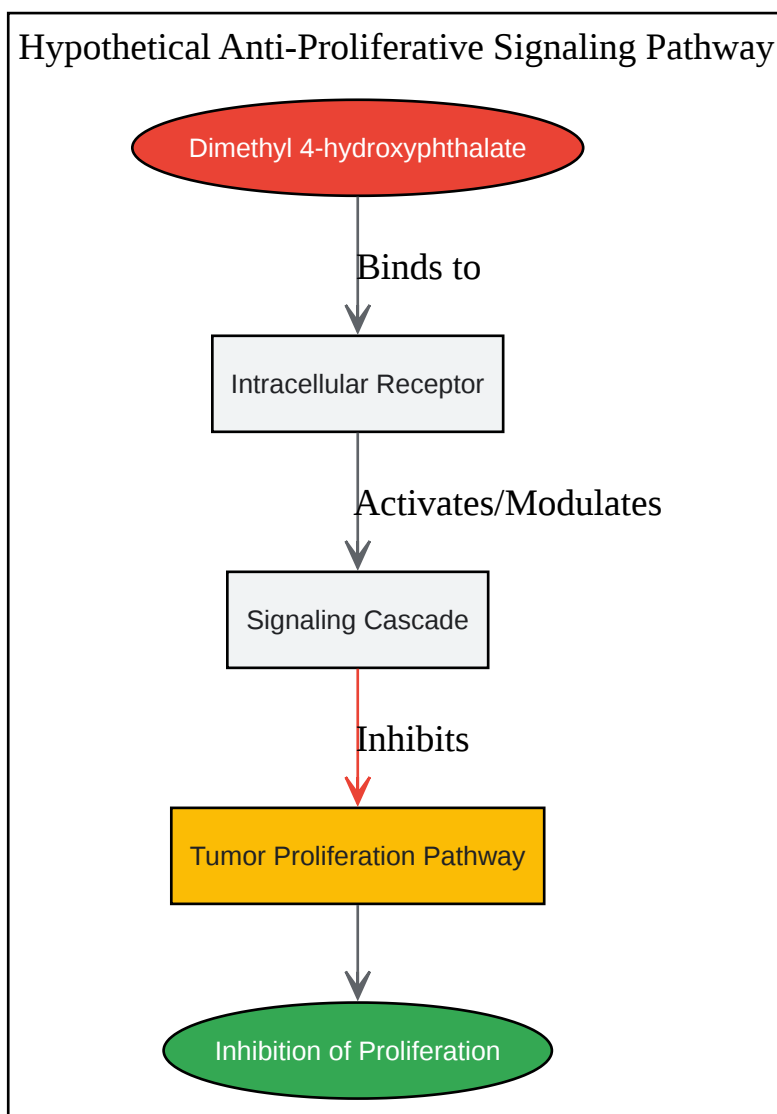 Hypothetical Anti-Proliferative Signaling Pathway
Dimethyl 4-hydroxyphthalate
Binds to
Intracellular Receptor
Activates/Modulates
Signaling Cascade
Inhibits
Tumor Proliferation Pathway
Inhibition of Proliferation